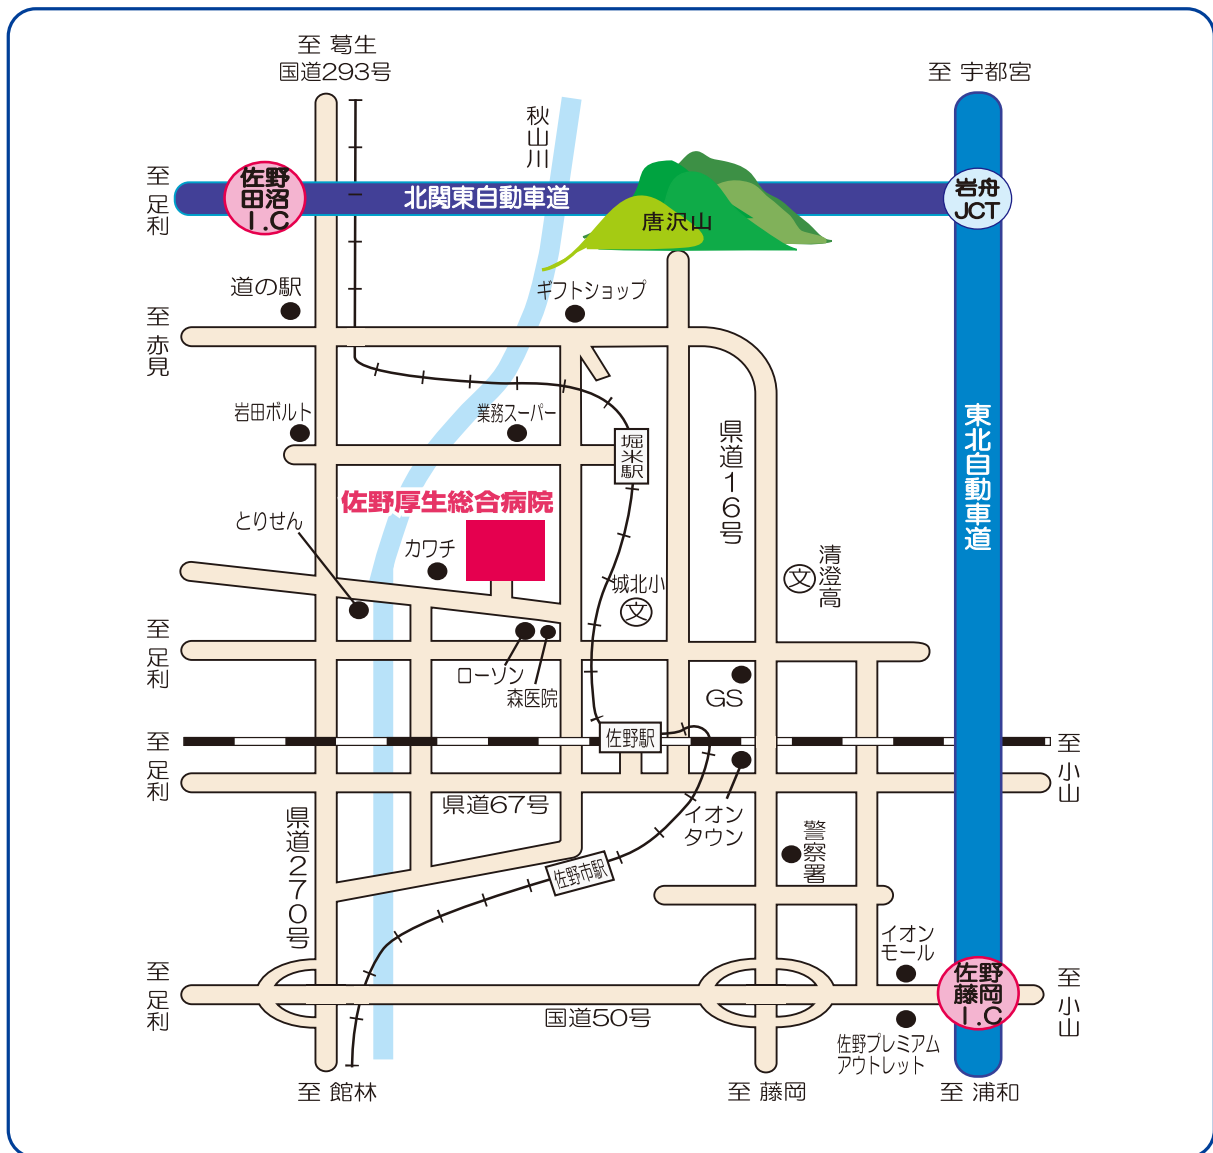 至 葛生
国道293号
至 宇都宮
秋山川
至 足利
佐野
田沼
I.C
北関東自動車道
岩舟
JCT
唐沢山
道の駅
ギフトショップ
至 赤見
岩田ボルト
業務スーパー
堀米駅
県道16号
東北自動車道
佐野厚生総合病院
とりせん
カワチ
城北小
文
文
清澄高
至 足利
ローソン
森医院
GS
至 足利
佐野駅
至 小山
県道67号
イオン
タウン
県道270号
警察署
佐野市駅
イオン
モール
至 足利
佐野
藤岡
I.C
至 小山
国道50号
佐野プレミアム
アウトレット
至 館林
至 藤岡
至 浦和